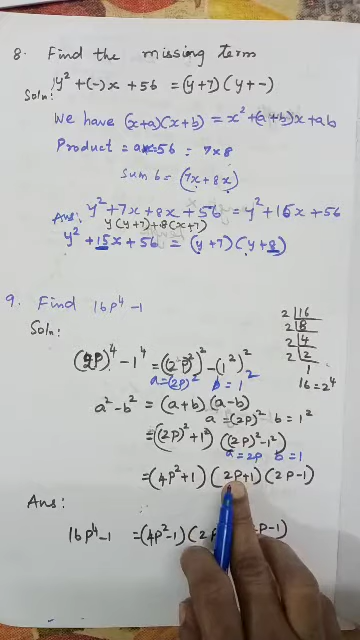 8. Find the missing term
y² + (-)x + 56 = (y+7)(y+-)
Soln:
We have (x+a)(x+b) = x²+(a+b)x+ab
Product = ab 56 = 7x8
Sum 6 = (7x+8x)
Ans: y²+7x+8x+56 = y²+15x+56
y(y+7)+8(x+7)
y²+15x+56 = (y+7)(y+8)
9. Find 16p⁴-1
Soln:
2 16
2 8
2 4
2 2
1
16=2⁴
(2p)⁴-1⁴ = ((2p)²)²-(1²)²
a=(2p)² b=1²
a²-b² = (a+b)(a-b)
a=(2p)² b=1²
=((2p)²+1²)((2p)²-1²)
a=2p b=1
=(4p²+1)(2p+1)(2p-1)
Ans:
16p⁴-1 =(4p²-1)(2p p-1)